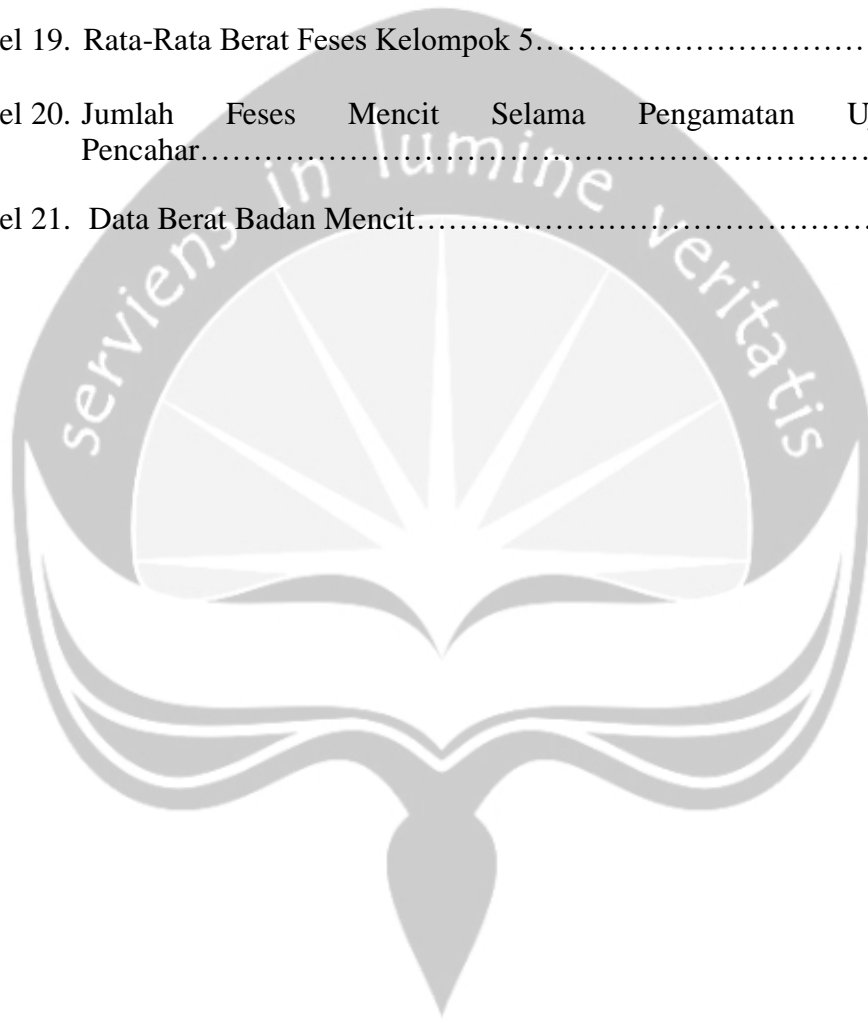 el 19. Rata-Rata Berat Feses Kelompok 5……………………………
el 20. Jumlah Feses Mencit Selama Pengamatan U
Pencahar……………………………………………………………
el 21. Data Berat Badan Mencit………………………………………
serviens in lumine veritatis